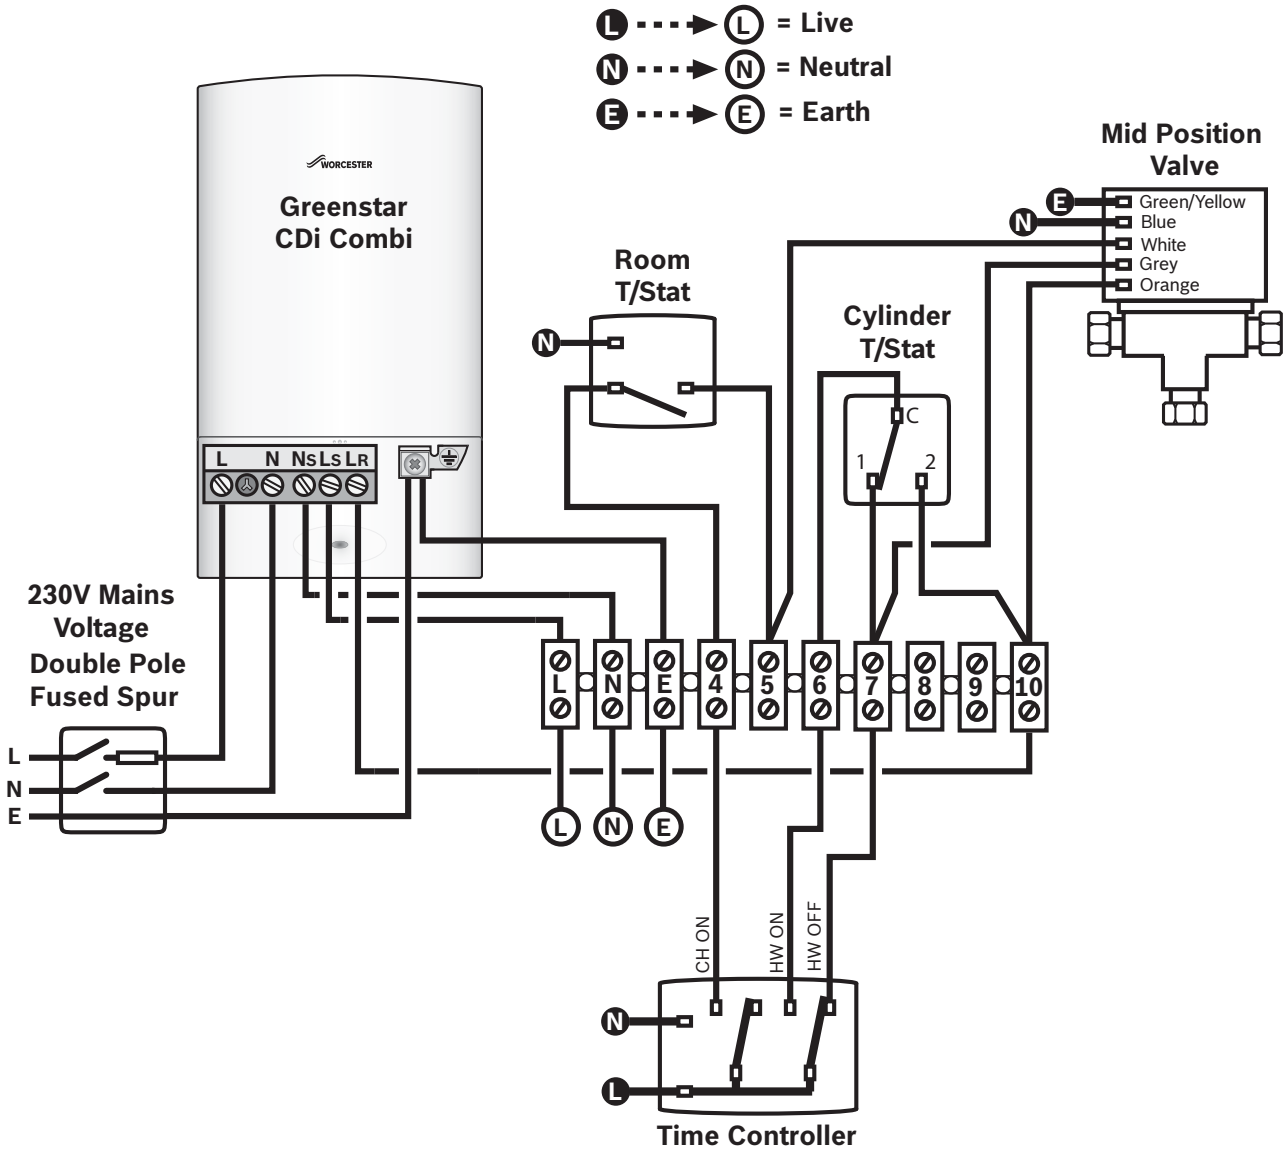 L = Live
L
N = Neutral
N
E = Earth
E
WORCESTER
Greenstar
CDi Combi
L N Ns Ls LR
Mid Position
Valve
E Green/Yellow
N Blue
White
Grey
Orange
Room
T/Stat
N
Cylinder
T/Stat
C
1 2
230V Mains
Voltage
Double Pole
Fused Spur
L
N
E
L N E 4 5 6 7 8 9 10
L N E
CH ON
HW ON
HW OFF
N
L
Time Controller